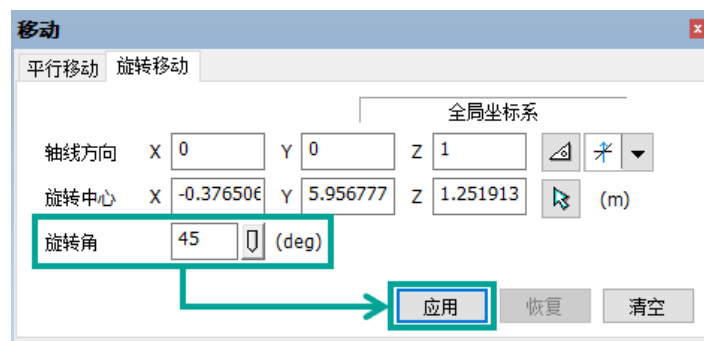 移动
平行移动 旋转移动
全局坐标系
轴线方向 X 0 Y 0 Z 1
旋转中心 X -0.376506 Y 5.956777 Z 1.251913 (m)
旋转角 45 (deg)
应用 恢复 清空